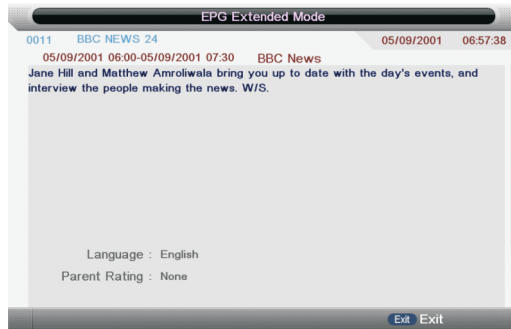 EPG Extended Mode
0011 BBC NEWS 24 05/09/2001 06:57:38
05/09/2001 06:00-05/09/2001 07:30 BBC News
Jane Hill and Matthew Amroliwala bring you up to date with the day's events, and
interview the people making the news. W/S.
Language : English
Parent Rating : None
Exit Exit